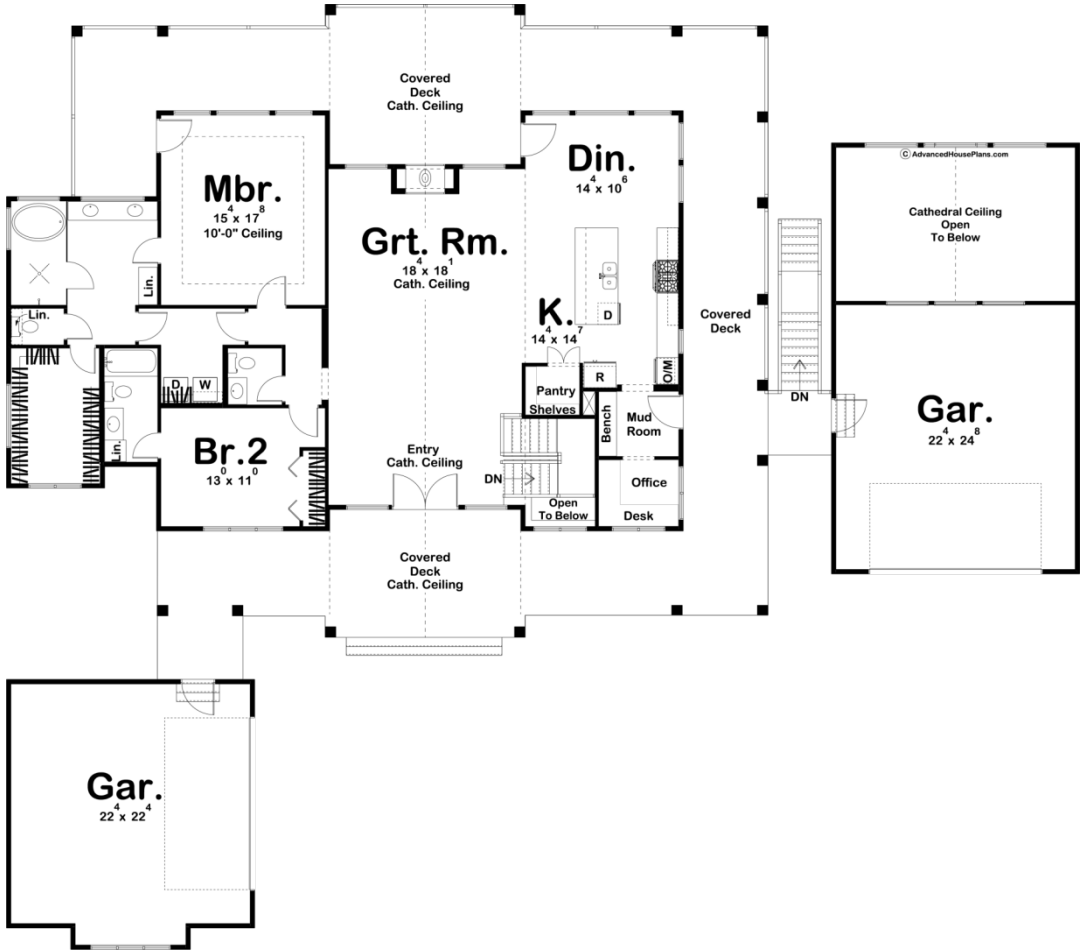 Covered
Deck
Cath. Ceiling
© AdvancedHousePlans.com
Mbr.
15⁴ x 17⁸
10'-0" Ceiling
Din.
14⁴ x 10⁶
Cathedral Ceiling
Open
To Below
Grt. Rm.
18⁴ x 18¹
Cath. Ceiling
Lin.
Lin.
K.
14⁴ x 14⁷
D
Covered
Deck
D
W
R
O/M
Pantry
Shelves
DN
Gar.
22⁴ x 24⁸
Bench
Mud
Room
Br.2
13⁰ x 11⁰
Lin.
Entry
Cath. Ceiling
DN
Office
Open
To Below
Desk
Covered
Deck
Cath. Ceiling
Gar.
22⁴ x 22⁴